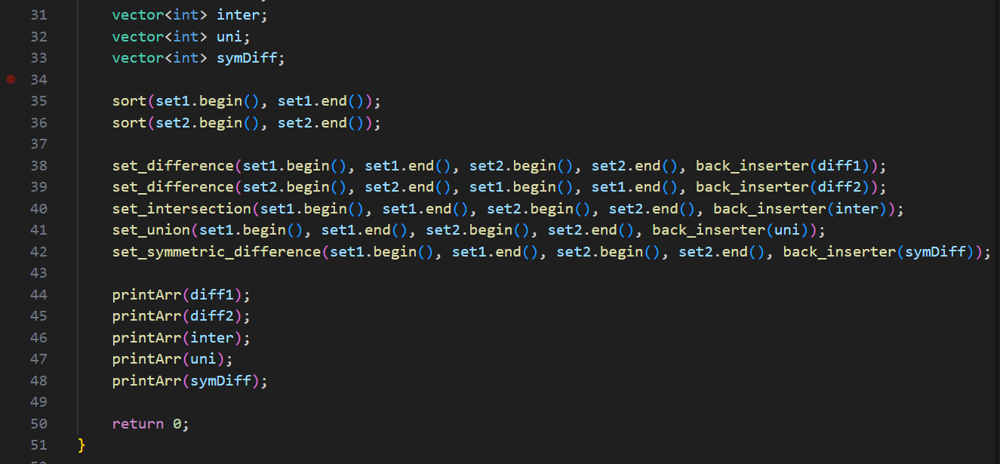 31 vector<int> inter;
32 vector<int> uni;
33 vector<int> symDiff;
34
35 sort(set1.begin(), set1.end());
36 sort(set2.begin(), set2.end());
37
38 set_difference(set1.begin(), set1.end(), set2.begin(), set2.end(), back_inserter(diff1));
39 set_difference(set2.begin(), set2.end(), set1.begin(), set1.end(), back_inserter(diff2));
40 set_intersection(set1.begin(), set1.end(), set2.begin(), set2.end(), back_inserter(inter));
41 set_union(set1.begin(), set1.end(), set2.begin(), set2.end(), back_inserter(uni));
42 set_symmetric_difference(set1.begin(), set1.end(), set2.begin(), set2.end(), back_inserter(symDiff));
43
44 printArr(diff1);
45 printArr(diff2);
46 printArr(inter);
47 printArr(uni);
48 printArr(symDiff);
49
50 return 0;
51 }